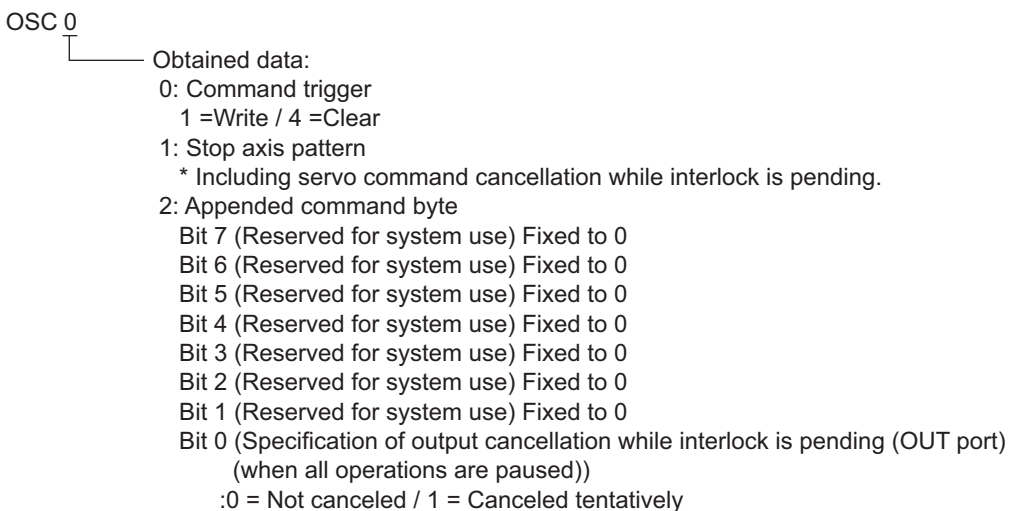 OSC 0
Obtained data:
0: Command trigger
1 =Write / 4 =Clear
1: Stop axis pattern
* Including servo command cancellation while interlock is pending.
2: Appended command byte
Bit 7 (Reserved for system use) Fixed to 0
Bit 6 (Reserved for system use) Fixed to 0
Bit 5 (Reserved for system use) Fixed to 0
Bit 4 (Reserved for system use) Fixed to 0
Bit 3 (Reserved for system use) Fixed to 0
Bit 2 (Reserved for system use) Fixed to 0
Bit 1 (Reserved for system use) Fixed to 0
Bit 0 (Specification of output cancellation while interlock is pending (OUT port)
(when all operations are paused))
:0 = Not canceled / 1 = Canceled tentatively